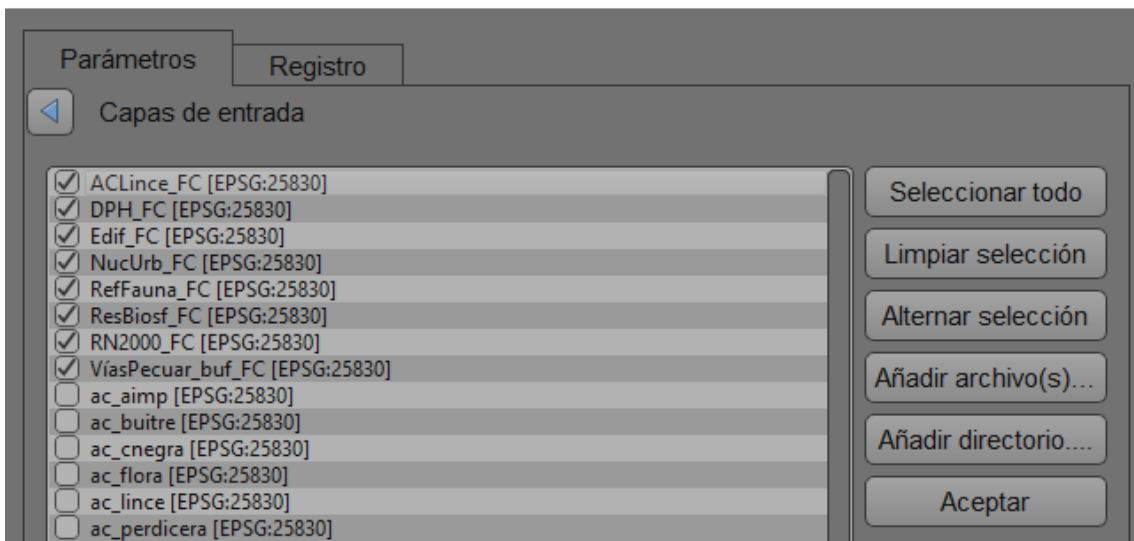 Parámetros
Registro
Capas de entrada
ACLince_FC [EPSG:25830]
DPH_FC [EPSG:25830]
Edif_FC [EPSG:25830]
NucUrb_FC [EPSG:25830]
RefFauna_FC [EPSG:25830]
ResBiosf_FC [EPSG:25830]
RN2000_FC [EPSG:25830]
VíasPecuar_buf_FC [EPSG:25830]
ac_aimp [EPSG:25830]
ac_buitre [EPSG:25830]
ac_cnegra [EPSG:25830]
ac_flora [EPSG:25830]
ac_lince [EPSG:25830]
ac_perdicera [EPSG:25830]
Seleccionar todo
Limpiar selección
Alternar selección
Añadir archivo(s)...
Añadir directorio....
Aceptar